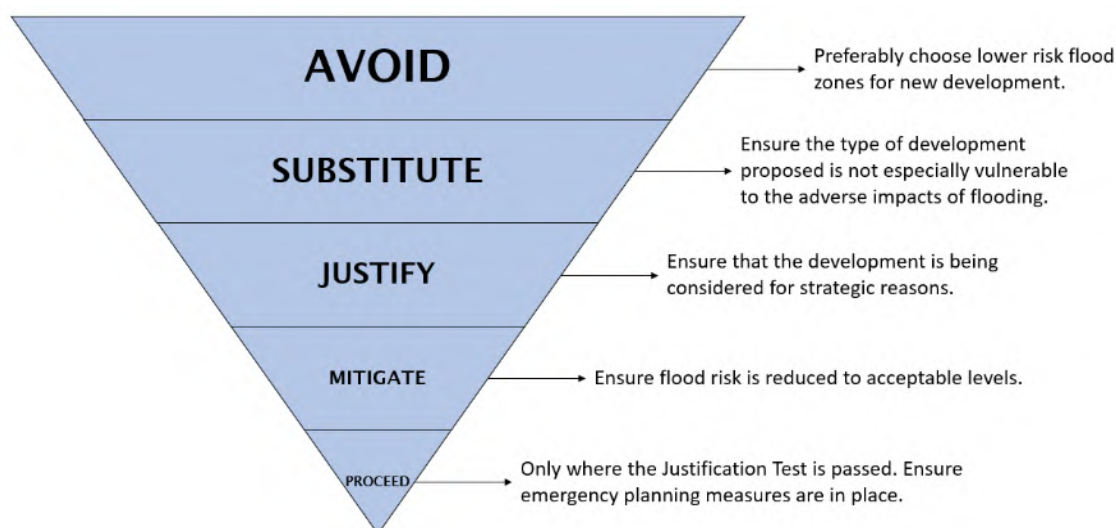 AVOID
Preferably choose lower risk flood
zones for new development.
SUBSTITUTE
Ensure the type of development
proposed is not especially vulnerable
to the adverse impacts of flooding.
JUSTIFY
Ensure that the development is being
considered for strategic reasons.
MITIGATE
Ensure flood risk is reduced to acceptable levels.
PROCEED
Only where the Justification Test is passed. Ensure
emergency planning measures are in place.